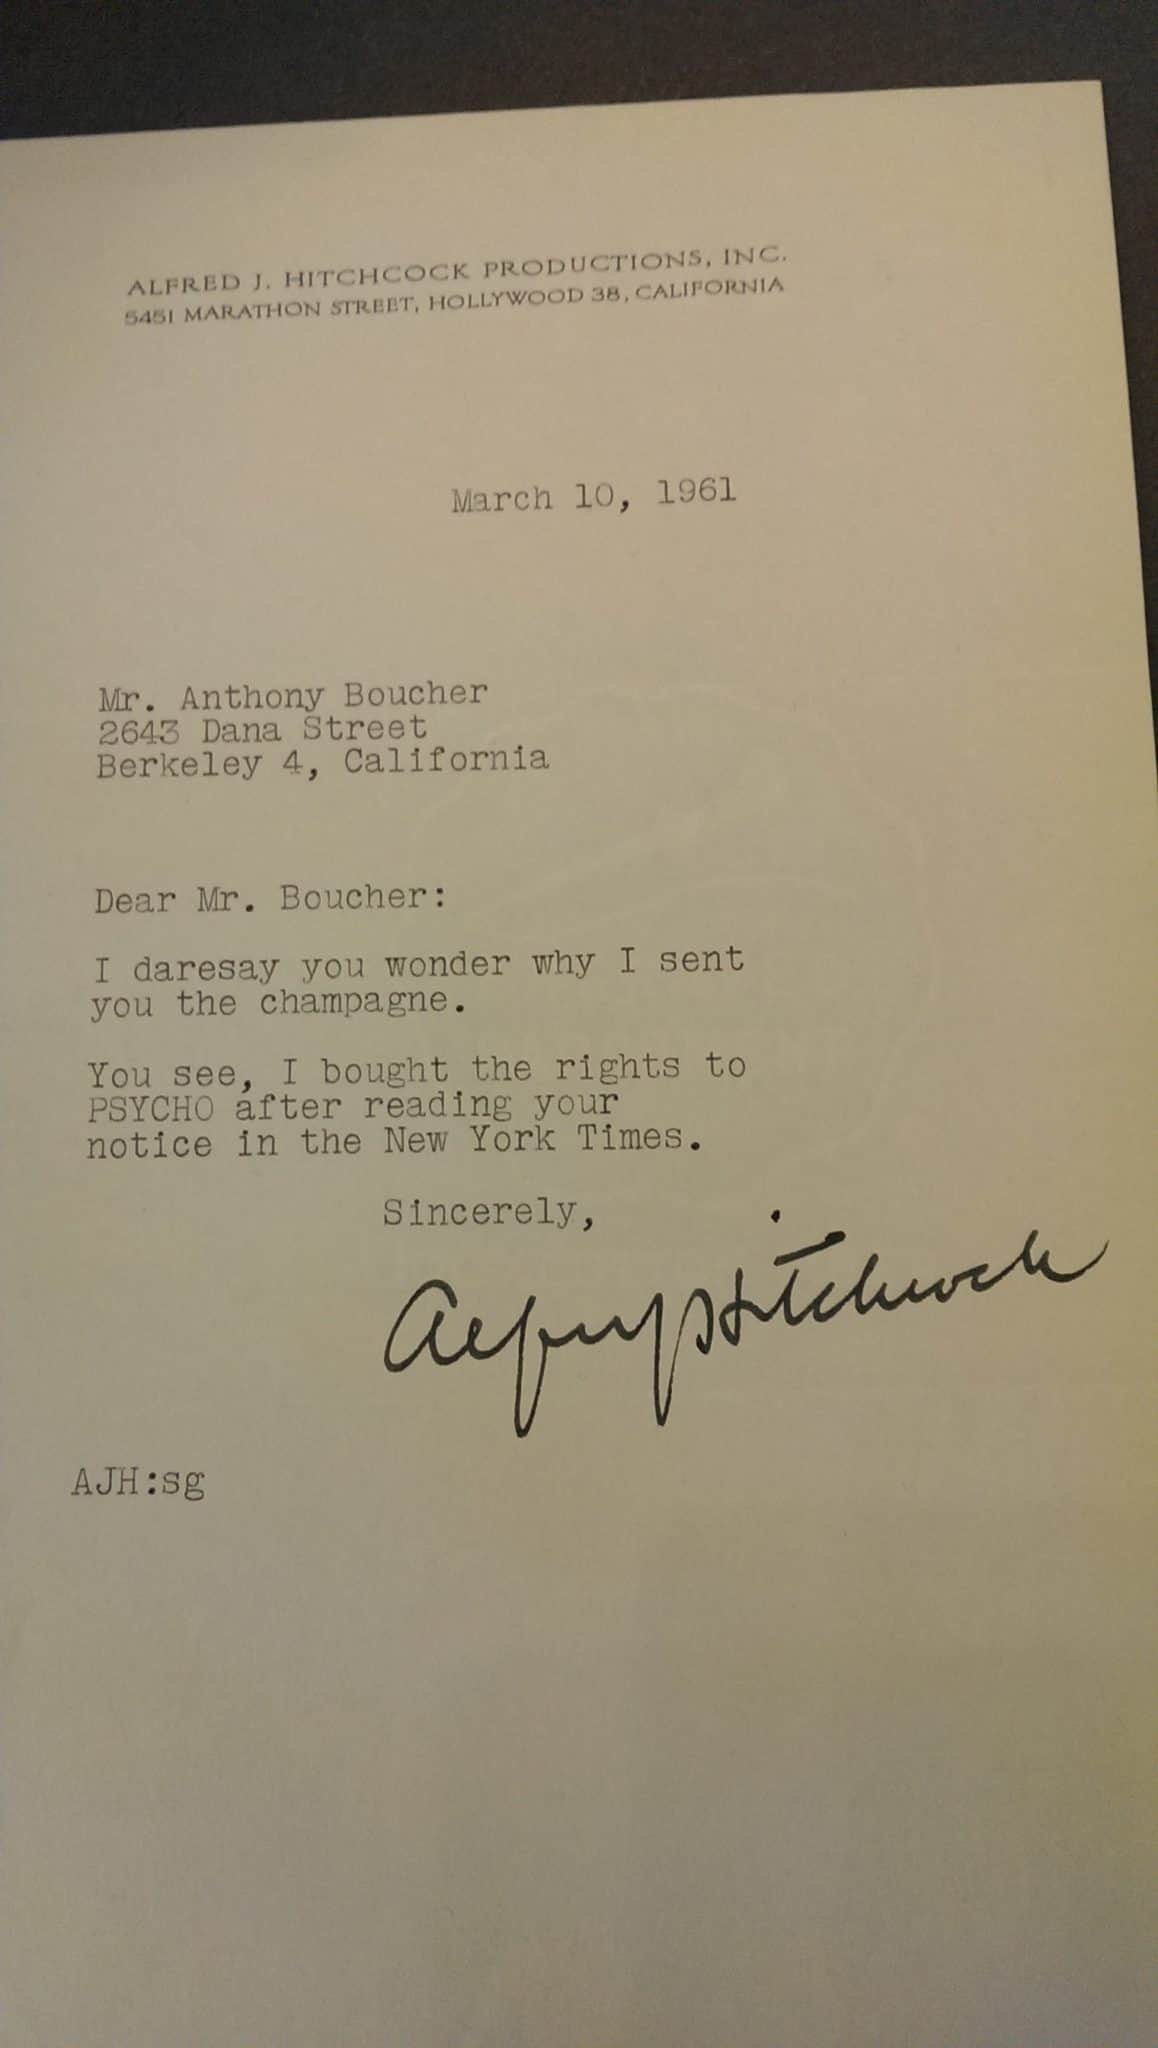 ALFRED J. HITCHCOCK PRODUCTIONS, INC.
5451 MARATHON STREET, HOLLYWOOD 38, CALIFORNIA
March 10, 1961
Mr. Anthony Boucher
2643 Dana Street
Berkeley 4, California
Dear Mr. Boucher:
I daresay you wonder why I sent
you the champagne.
You see, I bought the rights to
PSYCHO after reading your
notice in the New York Times.
Sincerely,
Alfred Hitchcock
AJH:sg